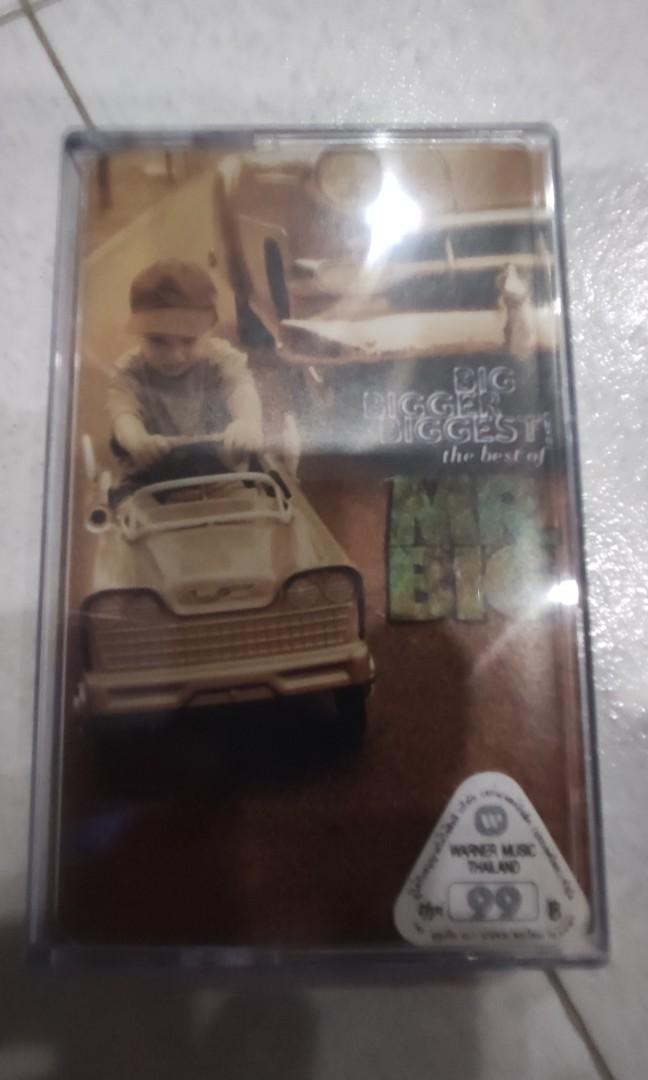 BIG
BIGGER
BIGGEST!
the best of
MR.
BIG
WARNER MUSIC
THAILAND
99 ฿